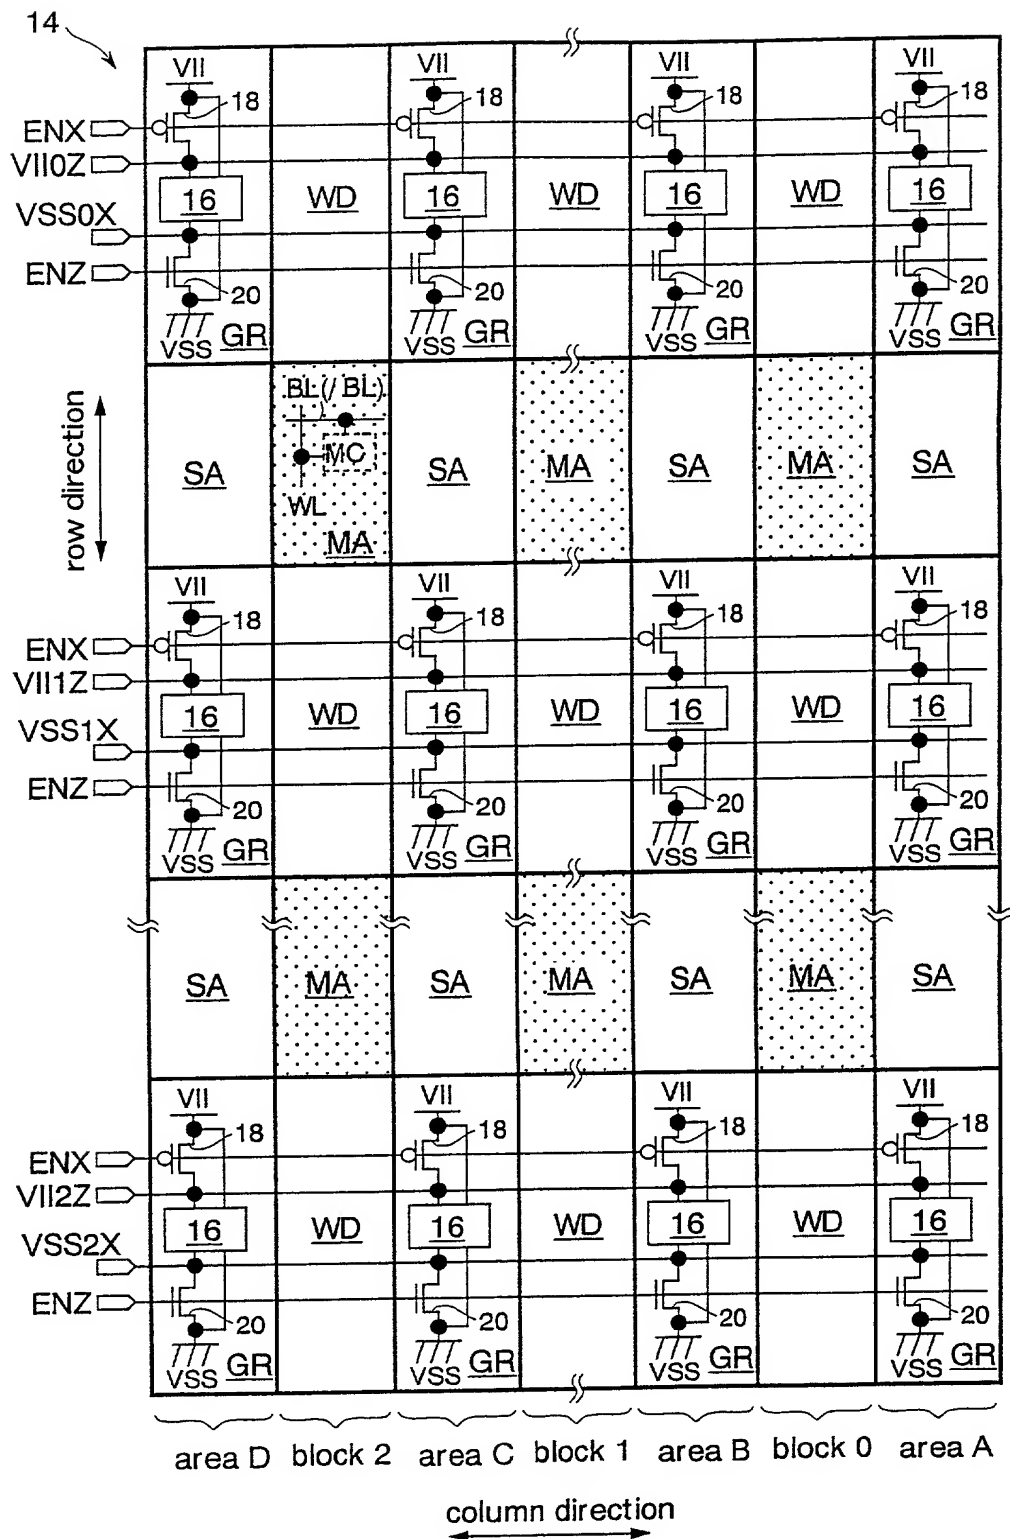 14
VII VII VII VII
18 18 18 18
ENX
VII0Z
16 WD 16 WD 16 WD 16
VSS0X
ENZ
20 20 20 20
VSS GR VSS GR VSS GR VSS GR
row direction
BL(/ BL)
MC
SA SA MA SA MA SA
WL
MA
VII VII VII VII
18 18 18 18
ENX
VII1Z
16 WD 16 WD 16 WD 16
VSS1X
ENZ
20 20 20 20
VSS GR VSS GR VSS GR VSS GR
SA MA SA MA SA MA SA
VII VII VII VII
18 18 18 18
ENX
VII2Z
16 WD 16 WD 16 WD 16
VSS2X
ENZ
20 20 20 20
VSS GR VSS GR VSS GR VSS GR
area D block 2 area C block 1 area B block 0 area A
column direction